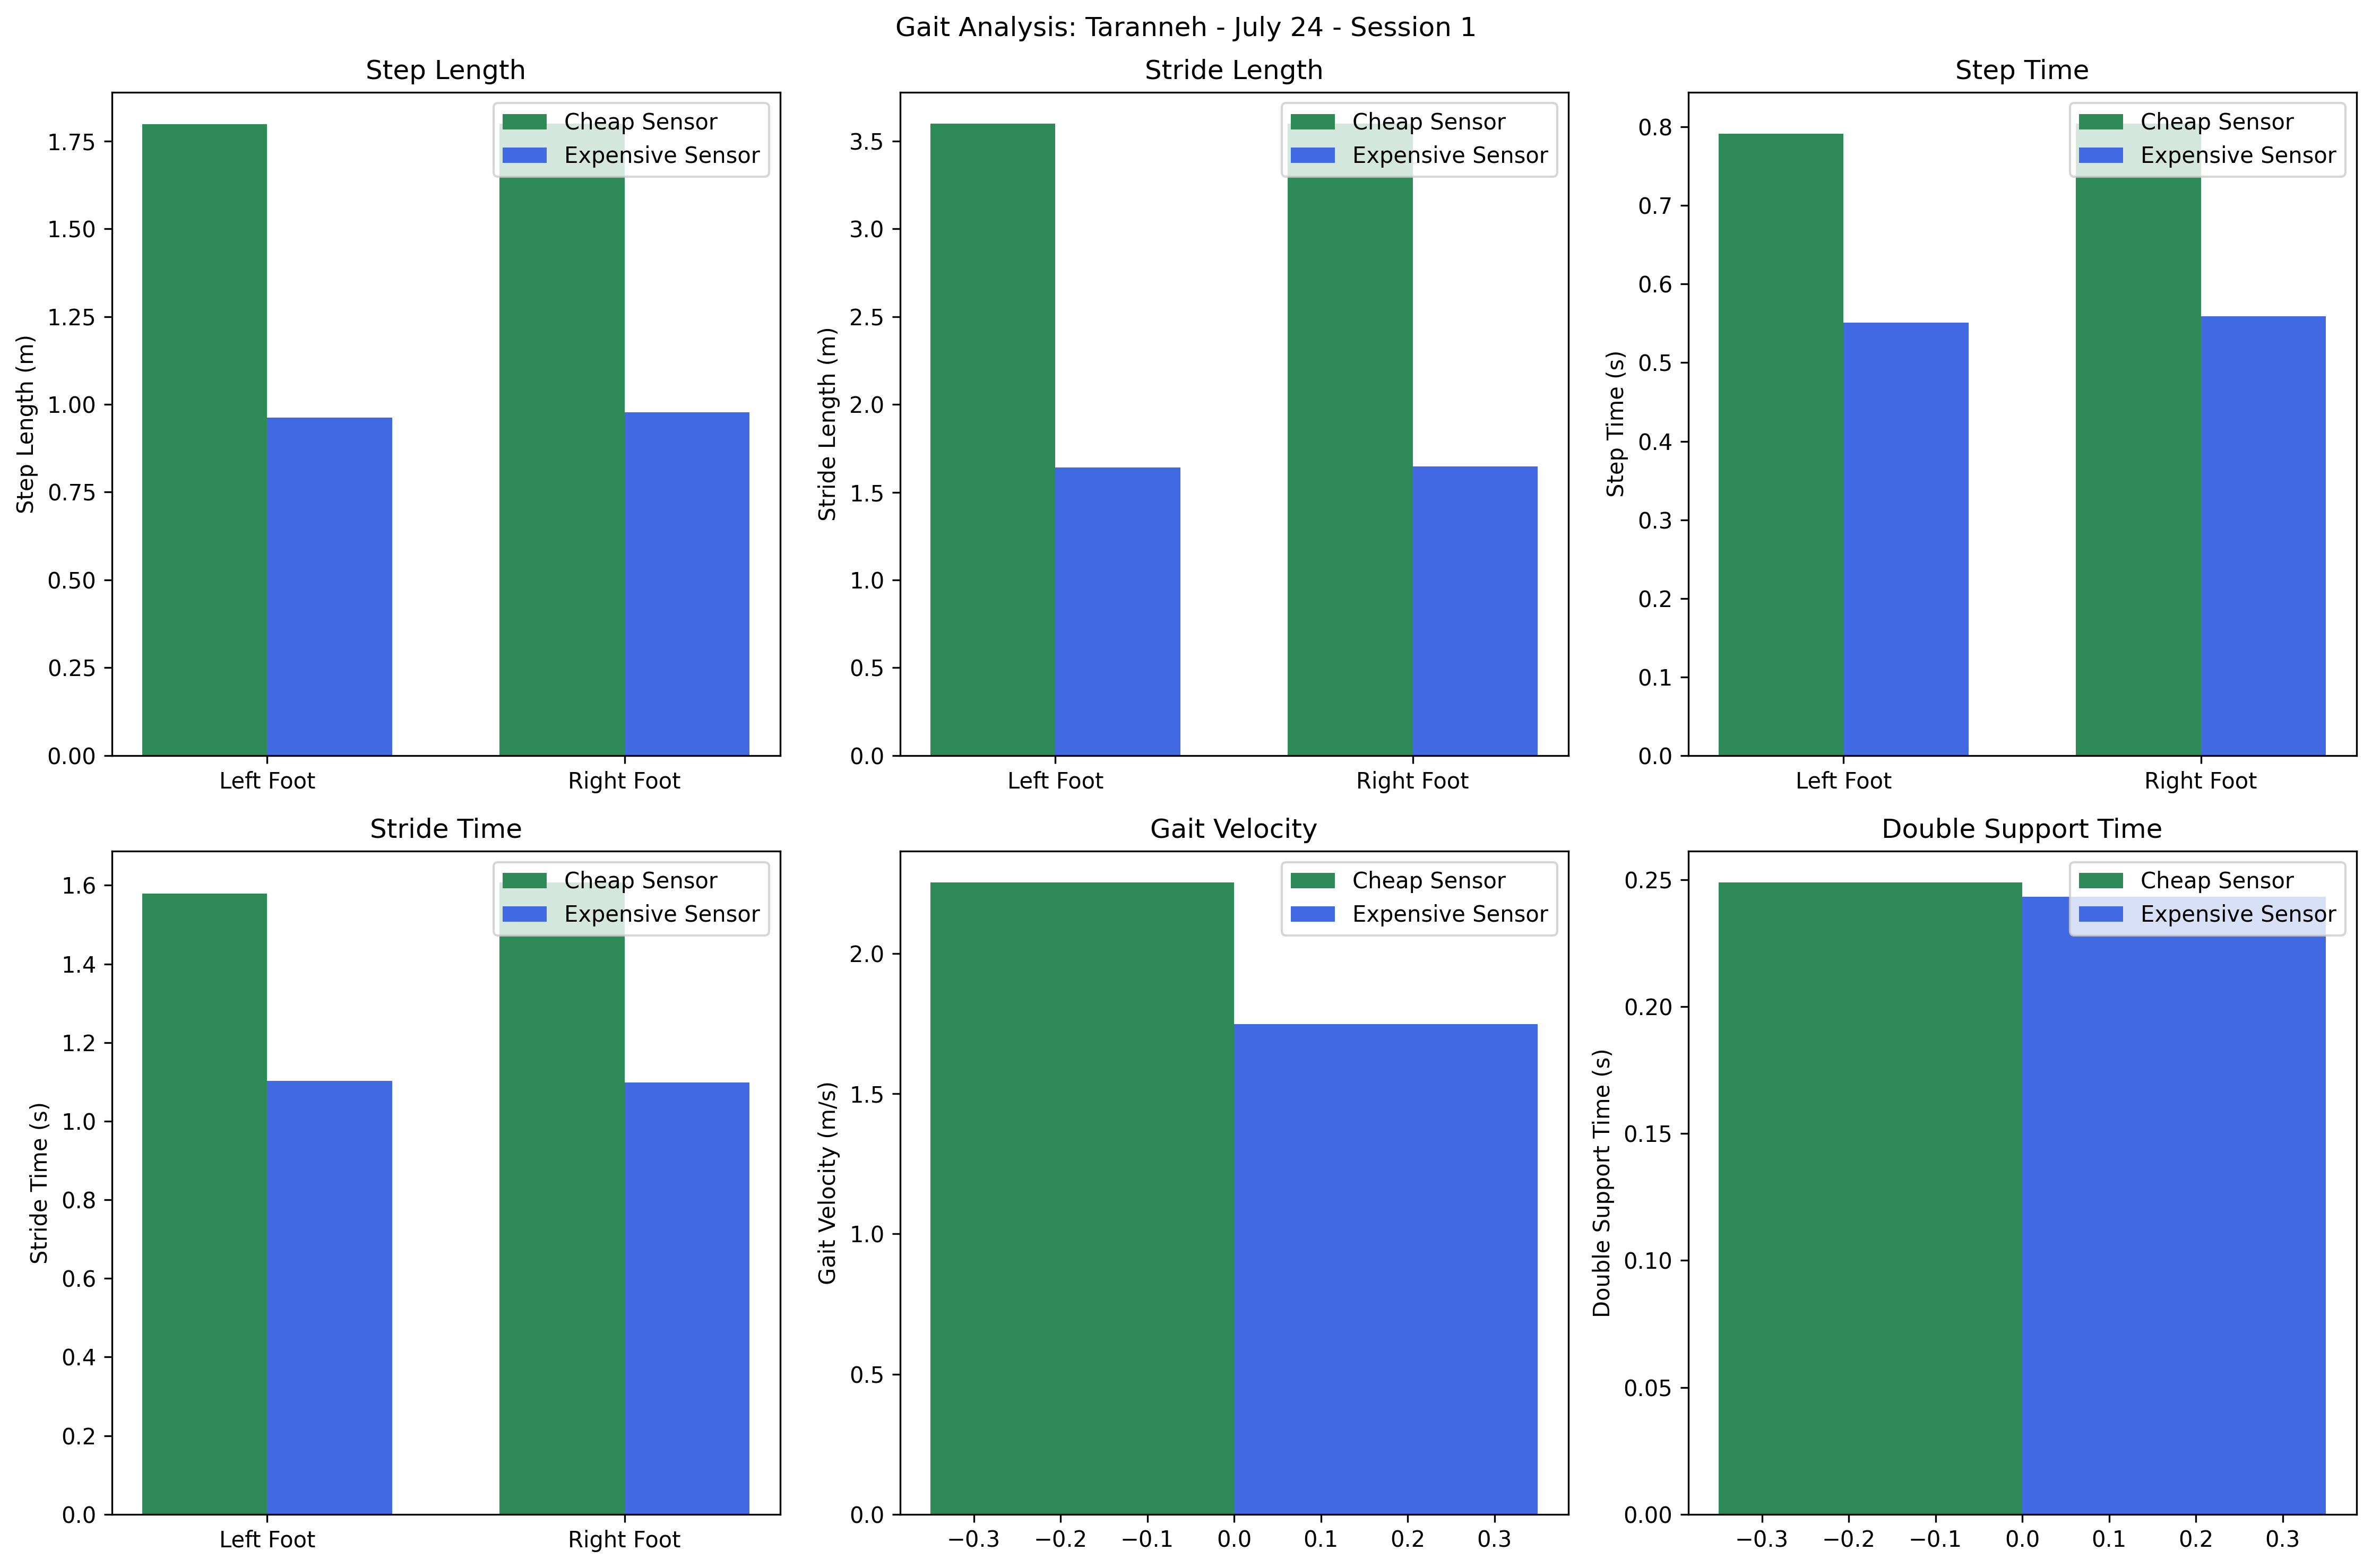 Gait Analysis: Taranneh - July 24 - Session 1
Step Length
Step Length (m)
1.75
1.50
1.25
1.00
0.75
0.50
0.25
0.00
Left Foot
Right Foot
Cheap Sensor
Expensive Sensor
Stride Length
Stride Length (m)
3.5
3.0
2.5
2.0
1.5
1.0
0.5
0.0
Left Foot
Right Foot
Cheap Sensor
Expensive Sensor
Step Time
Step Time (s)
0.8
0.7
0.6
0.5
0.4
0.3
0.2
0.1
0.0
Left Foot
Right Foot
Cheap Sensor
Expensive Sensor
Stride Time
Stride Time (s)
1.6
1.4
1.2
1.0
0.8
0.6
0.4
0.2
0.0
Left Foot
Right Foot
Cheap Sensor
Expensive Sensor
Gait Velocity
Gait Velocity (m/s)
2.0
1.5
1.0
0.5
0.0
−0.3 −0.2 −0.1 0.0 0.1 0.2 0.3
Cheap Sensor
Expensive Sensor
Double Support Time
Double Support Time (s)
0.25
0.20
0.15
0.10
0.05
0.00
−0.3 −0.2 −0.1 0.0 0.1 0.2 0.3
Cheap Sensor
Expensive Sensor